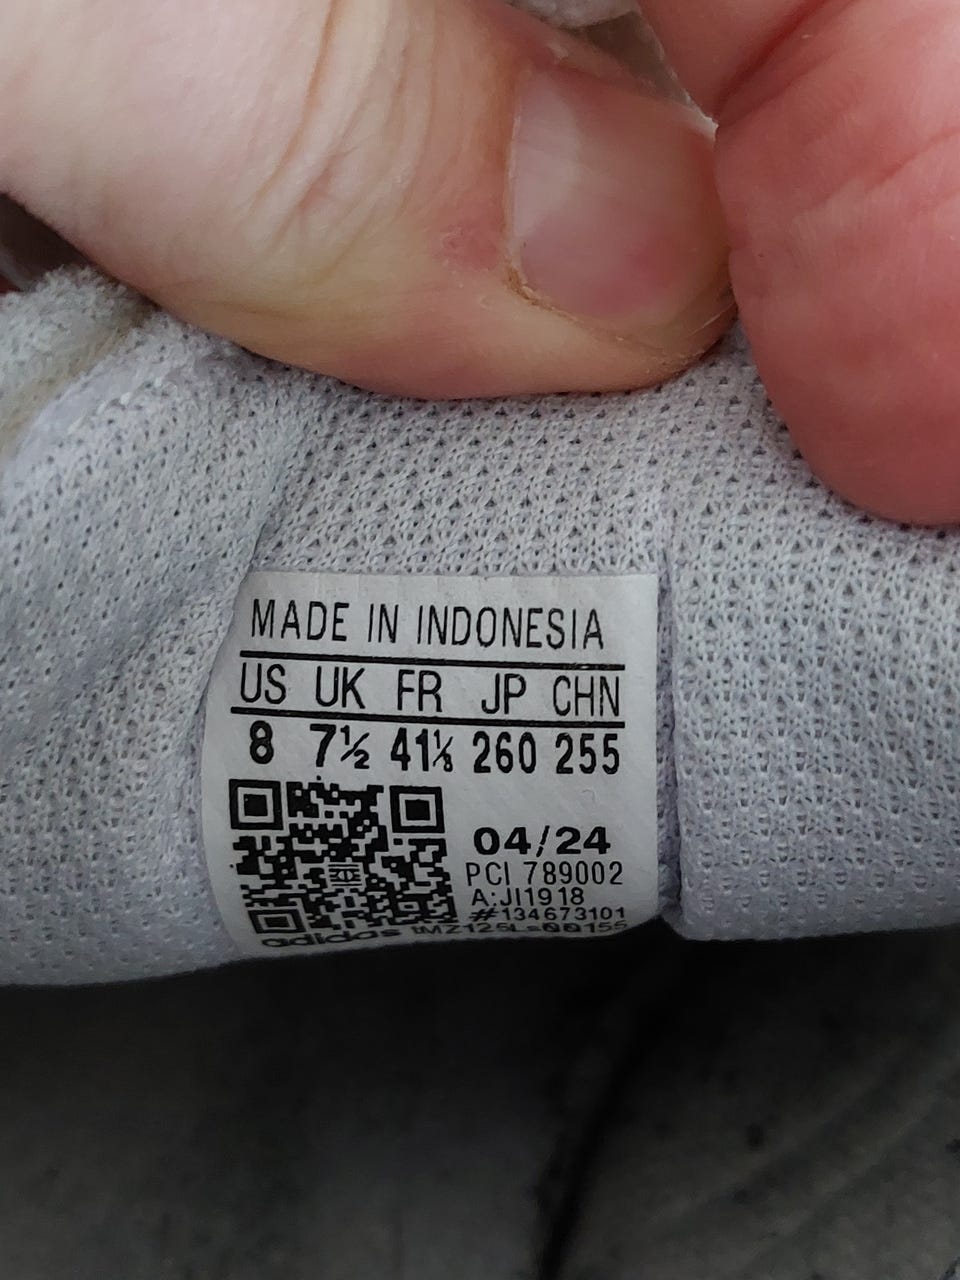 MADE IN INDONESIA
US UK FR JP CHN
8 7½ 41⅓ 260 255
04/24
PCI 789002
A:JI1918
#134673101
adidas